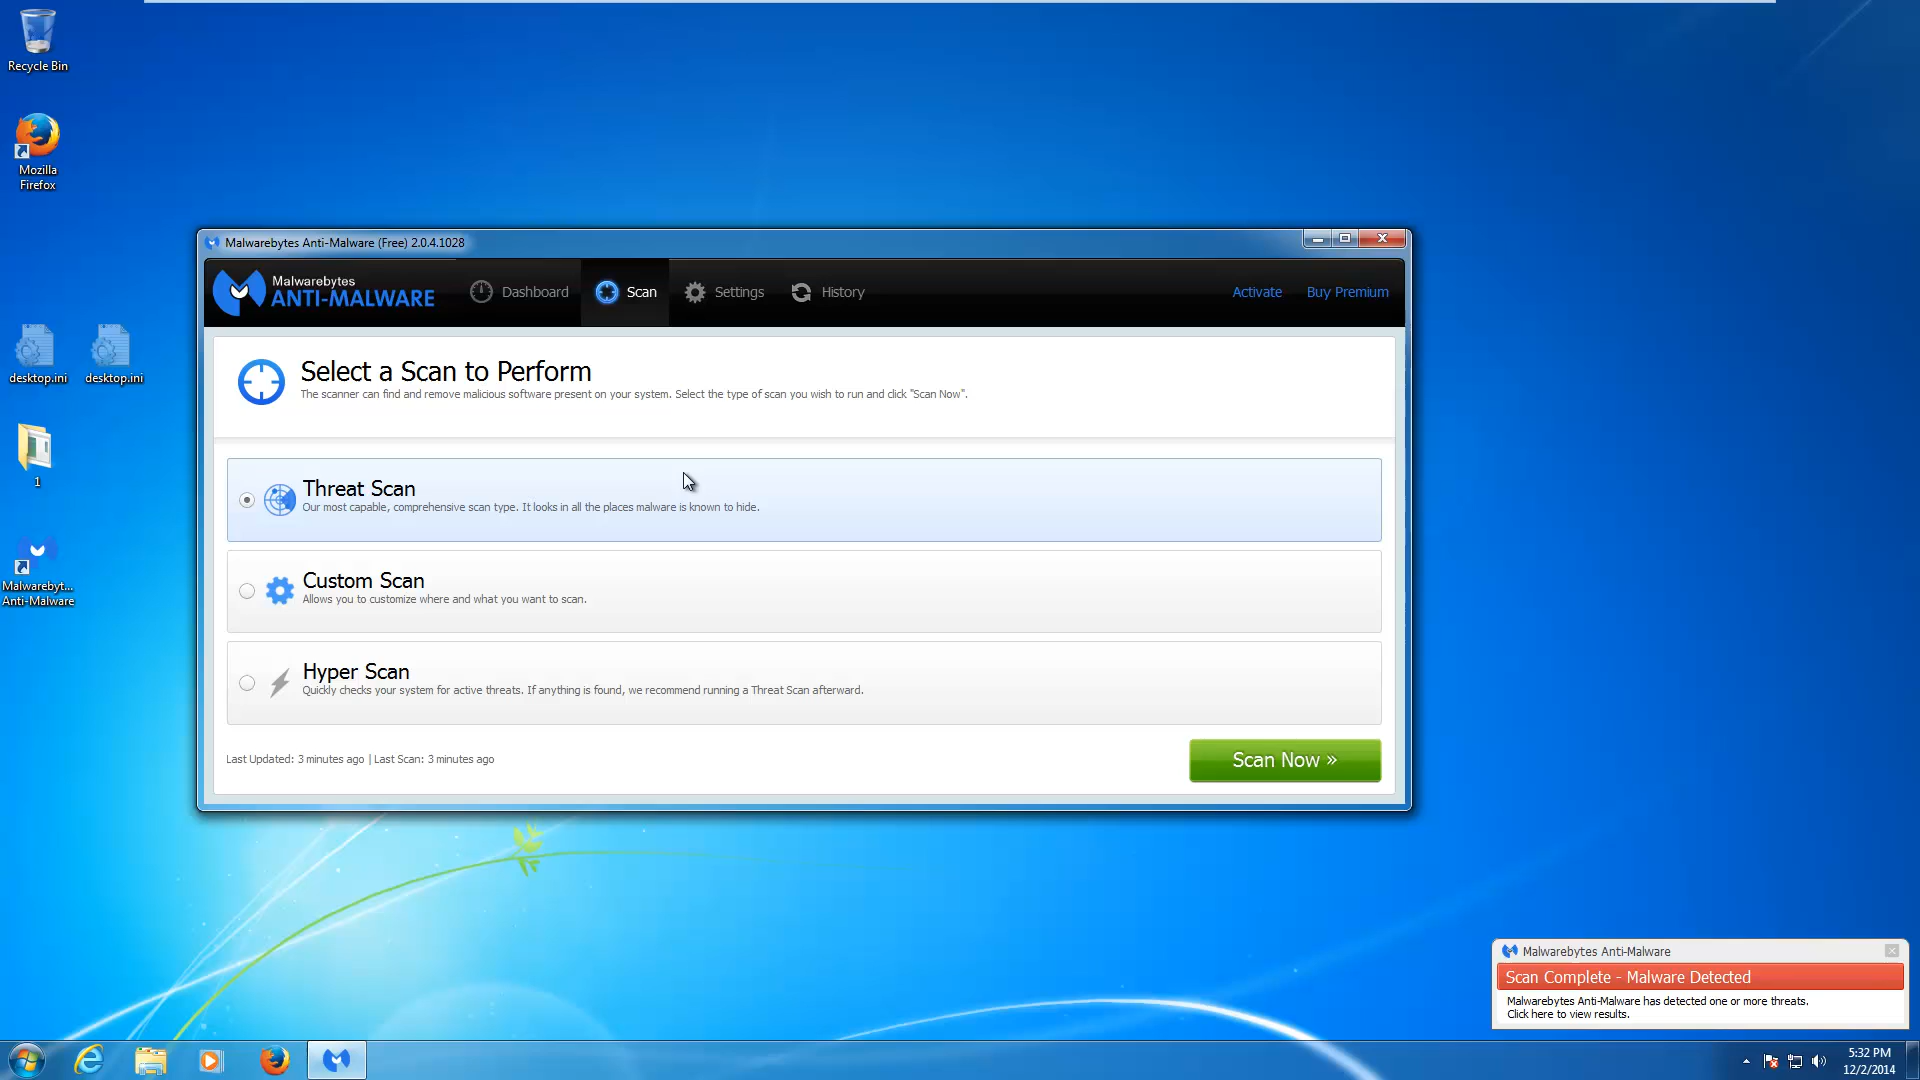 Recycle Bin
Mozilla
Firefox
desktop.ini
desktop.ini
1
Malwarebyt...
Anti-Malware
Malwarebytes Anti-Malware (Free) 2.0.4.1028
Malwarebytes
ANTI-MALWARE
Dashboard
Scan
Settings
History
Activate
Buy Premium
Select a Scan to Perform
The scanner can find and remove malicious software present on your system. Select the type of scan you wish to run and click "Scan Now".
Threat Scan
Our most capable, comprehensive scan type. It looks in all the places malware is known to hide.
Custom Scan
Allows you to customize where and what you want to scan.
Hyper Scan
Quickly checks your system for active threats. If anything is found, we recommend running a Threat Scan afterward.
Last Updated: 3 minutes ago | Last Scan: 3 minutes ago
Scan Now »
Malwarebytes Anti-Malware
Scan Complete - Malware Detected
Malwarebytes Anti-Malware has detected one or more threats.
Click here to view results.
5:32 PM
12/2/2014